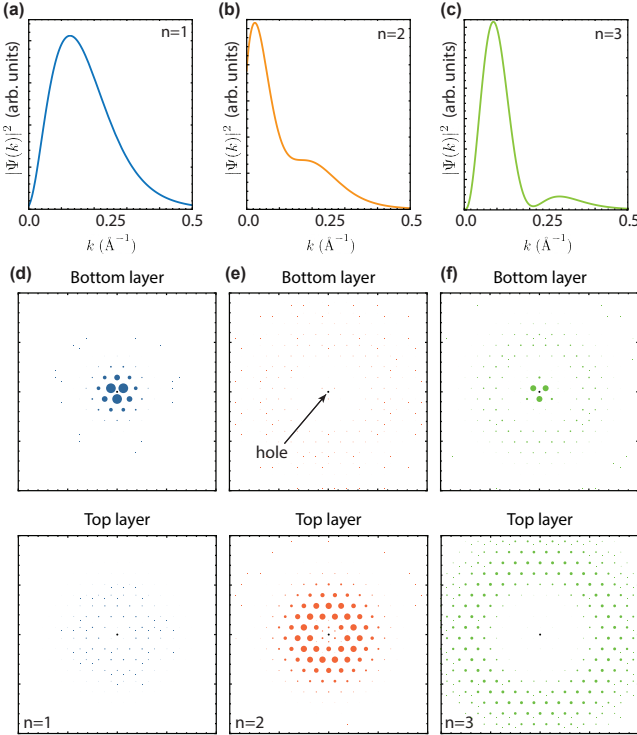 (a)
n=1
|Ψ(k)|² (arb. units)
0.0 0.25 0.5
k (Å⁻¹)
(b)
n=2
|Ψ(k)|² (arb. units)
0.0 0.25 0.5
k (Å⁻¹)
(c)
n=3
|Ψ(k)|² (arb. units)
0.0 0.25 0.5
k (Å⁻¹)
(d)
Bottom layer
(e)
Bottom layer
hole
(f)
Bottom layer
Top layer
n=1
Top layer
n=2
Top layer
n=3